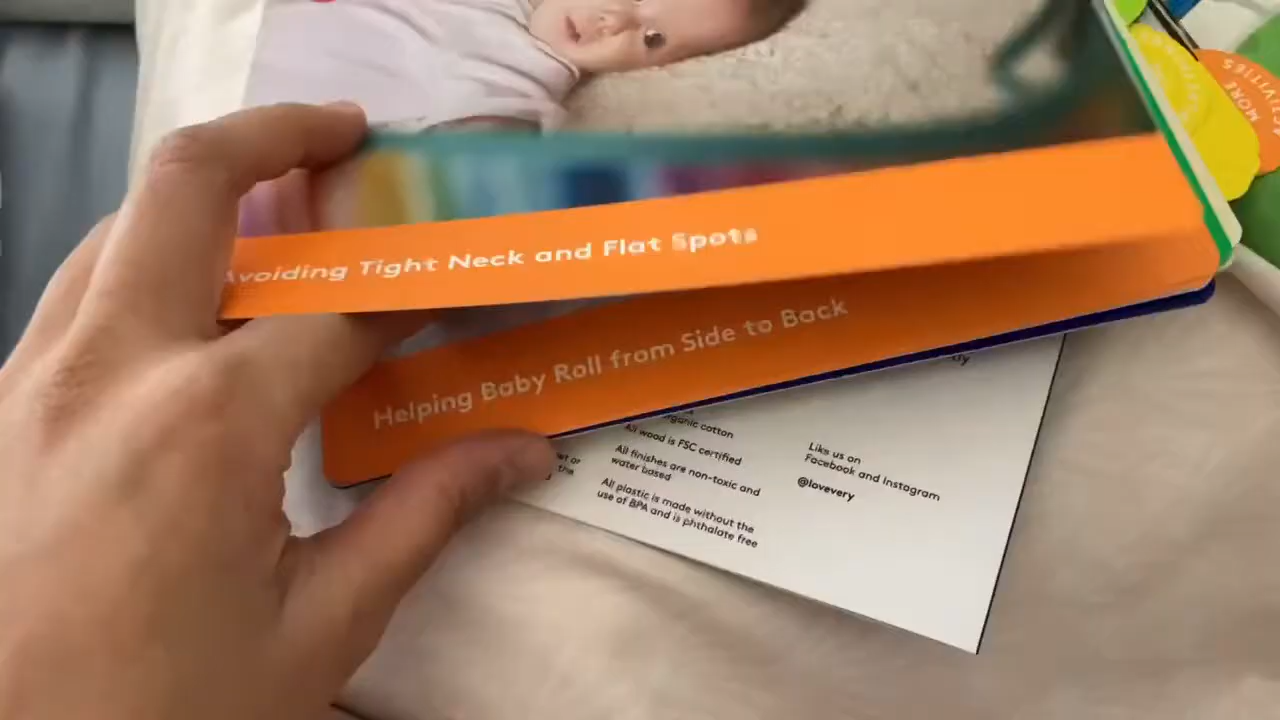 MORE
ACTIVITIES
Avoiding Tight Neck and Flat Spots
Helping Baby Roll from Side to Back
organic cotton
All wood is FSC certified
All finishes are non-toxic and
water based
All plastic is made without the
use of BPA and is phthalate free
the
Like us on
Facebook and Instagram
@lovevery